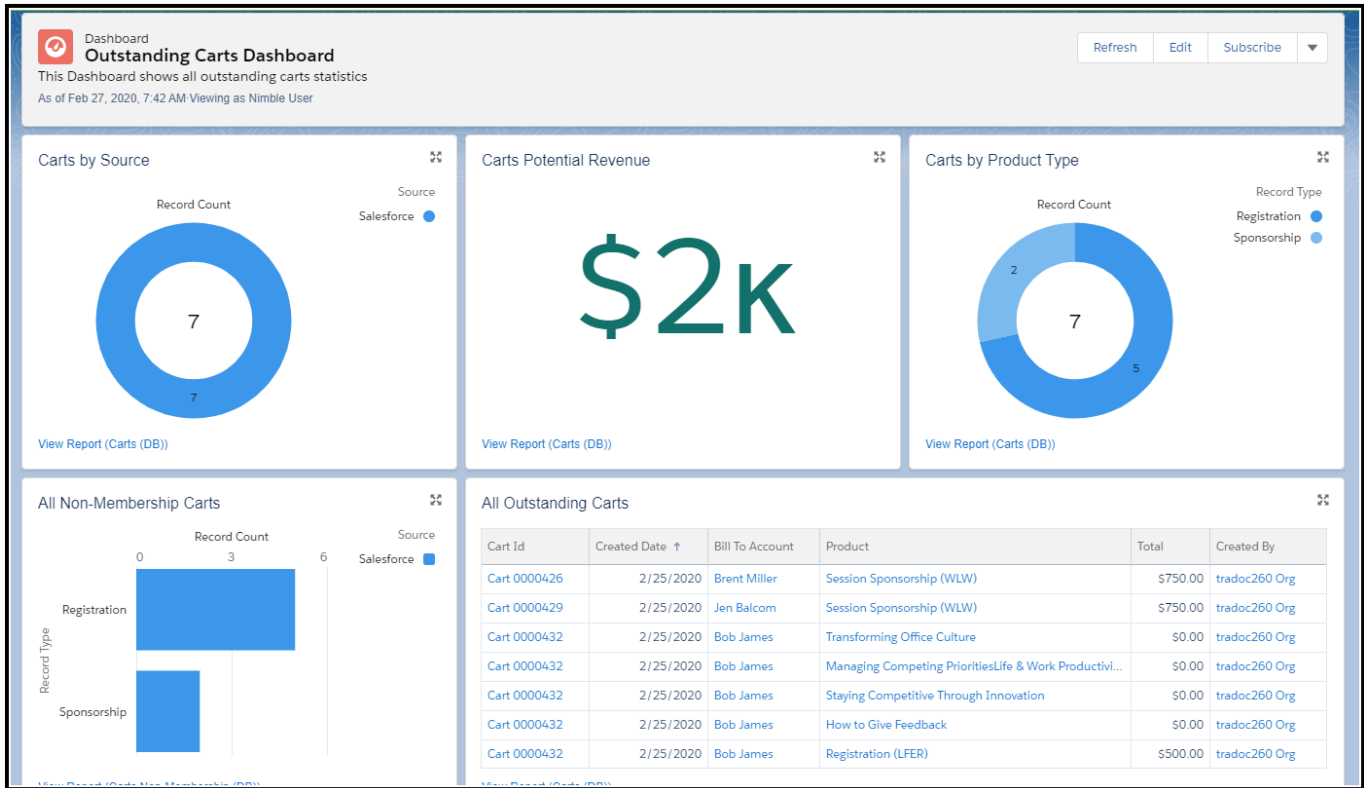 Dashboard
Outstanding Carts Dashboard
This Dashboard shows all outstanding carts statistics
As of Feb 27, 2020, 7:42 AM·Viewing as Nimble User
Refresh Edit Subscribe
Carts by Source
Source
Record Count
Salesforce
7
7
View Report (Carts (DB))
Carts Potential Revenue
$2K
View Report (Carts (DB))
Carts by Product Type
Record Type
Record Count
Registration
Sponsorship
2
7
5
View Report (Carts (DB))
All Non-Membership Carts
Record Count
Source
0 3 6
Salesforce
Registration
Record Type
Sponsorship
View Report (Carts Non-Membership (DB))
All Outstanding Carts
Cart Id Created Date ↑ Bill To Account Product Total Created By
Cart 0000426 2/25/2020 Brent Miller Session Sponsorship (WLW) $750.00 tradoc260 Org
Cart 0000429 2/25/2020 Jen Balcom Session Sponsorship (WLW) $750.00 tradoc260 Org
Cart 0000432 2/25/2020 Bob James Transforming Office Culture $0.00 tradoc260 Org
Cart 0000432 2/25/2020 Bob James Managing Competing PrioritiesLife & Work Productivi... $0.00 tradoc260 Org
Cart 0000432 2/25/2020 Bob James Staying Competitive Through Innovation $0.00 tradoc260 Org
Cart 0000432 2/25/2020 Bob James How to Give Feedback $0.00 tradoc260 Org
Cart 0000432 2/25/2020 Bob James Registration (LFER) $500.00 tradoc260 Org
View Report (Carts (DB))